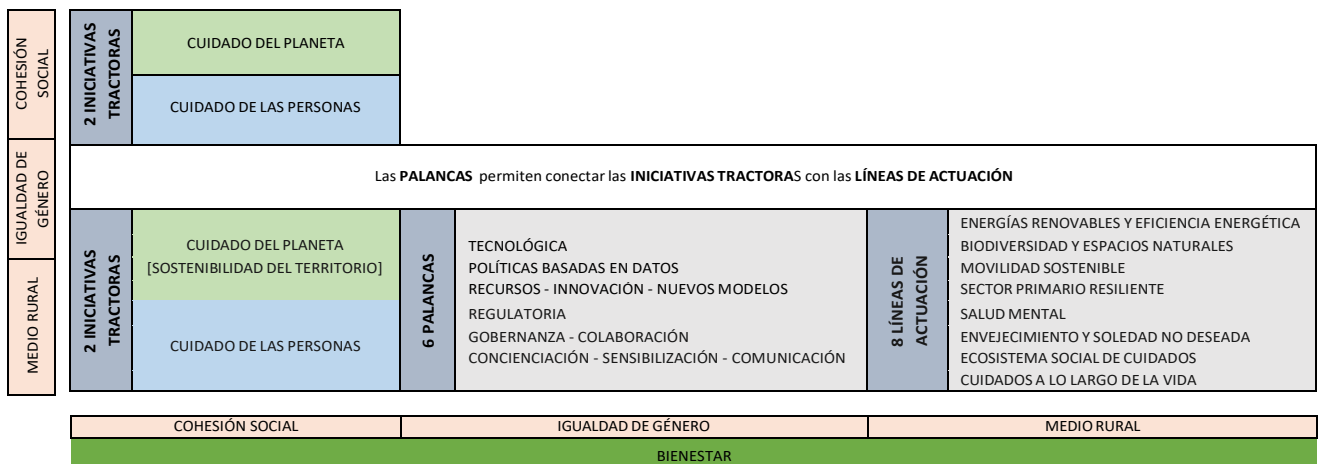 COHESIÓN
SOCIAL
2 INICIATIVAS
TRACTORAS
CUIDADO DEL PLANETA
CUIDADO DE LAS PERSONAS
IGUALDAD DE
GÉNERO
Las PALANCAS permiten conectar las INICIATIVAS TRACTORAS con las LÍNEAS DE ACTUACIÓN
MEDIO RURAL
2 INICIATIVAS
TRACTORAS
CUIDADO DEL PLANETA
[SOSTENIBILIDAD DEL TERRITORIO]
CUIDADO DE LAS PERSONAS
6 PALANCAS
TECNOLÓGICA
POLÍTICAS BASADAS EN DATOS
RECURSOS - INNOVACIÓN - NUEVOS MODELOS
REGULATORIA
GOBERNANZA - COLABORACIÓN
CONCIENCIACIÓN - SENSIBILIZACIÓN - COMUNICACIÓN
8 LÍNEAS DE
ACTUACIÓN
ENERGÍAS RENOVABLES Y EFICIENCIA ENERGÉTICA
BIODIVERSIDAD Y ESPACIOS NATURALES
MOVILIDAD SOSTENIBLE
SECTOR PRIMARIO RESILIENTE
SALUD MENTAL
ENVEJECIMIENTO Y SOLEDAD NO DESEADA
ECOSISTEMA SOCIAL DE CUIDADOS
CUIDADOS A LO LARGO DE LA VIDA
COHESIÓN SOCIAL
IGUALDAD DE GÉNERO
MEDIO RURAL
BIENESTAR